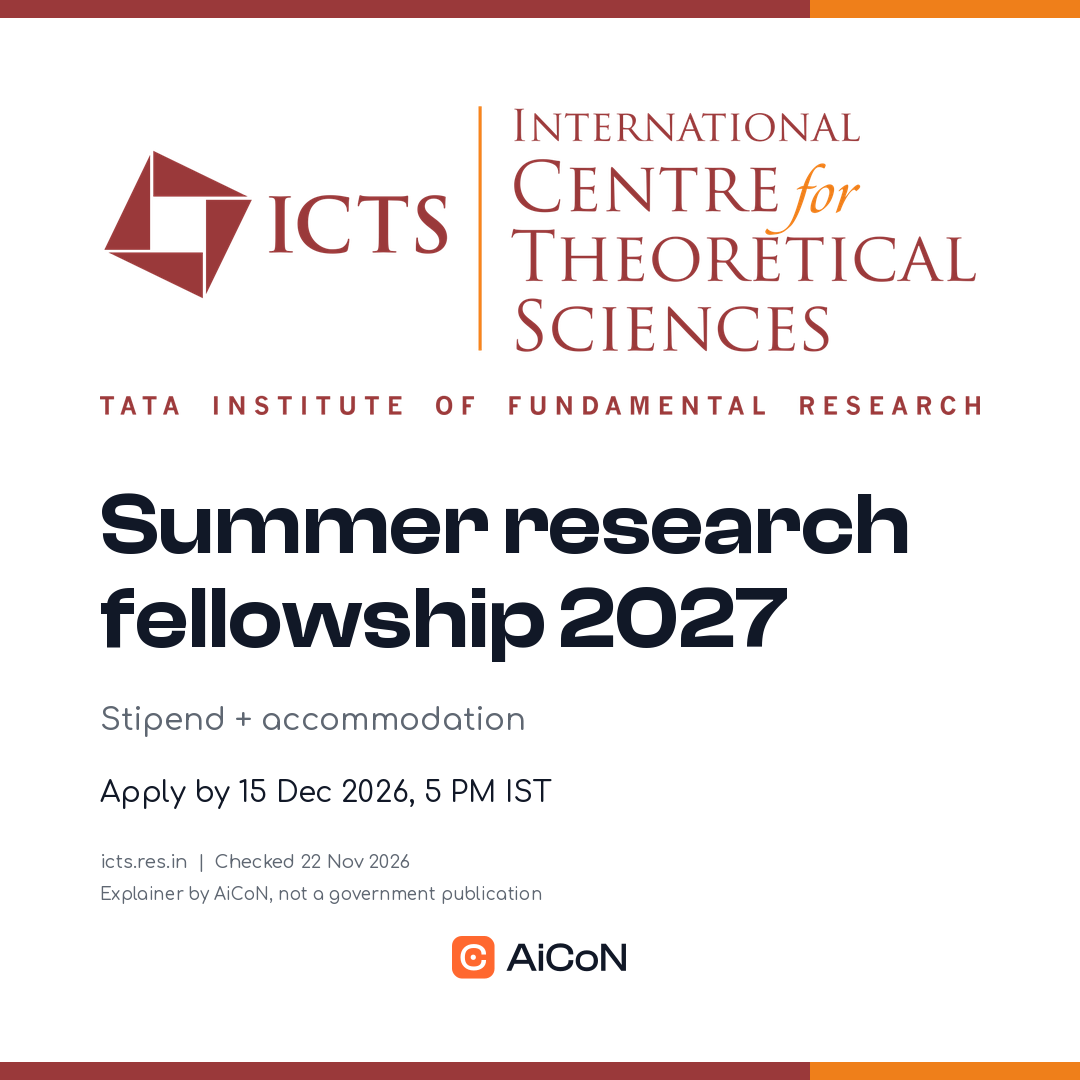 ICTS
INTERNATIONAL
CENTRE for
THEORETICAL
SCIENCES
TATA INSTITUTE OF FUNDAMENTAL RESEARCH
Summer research
fellowship 2027
Stipend + accommodation
Apply by 15 Dec 2026, 5 PM IST
icts.res.in | Checked 22 Nov 2026
Explainer by AiCoN, not a government publication
AiCoN